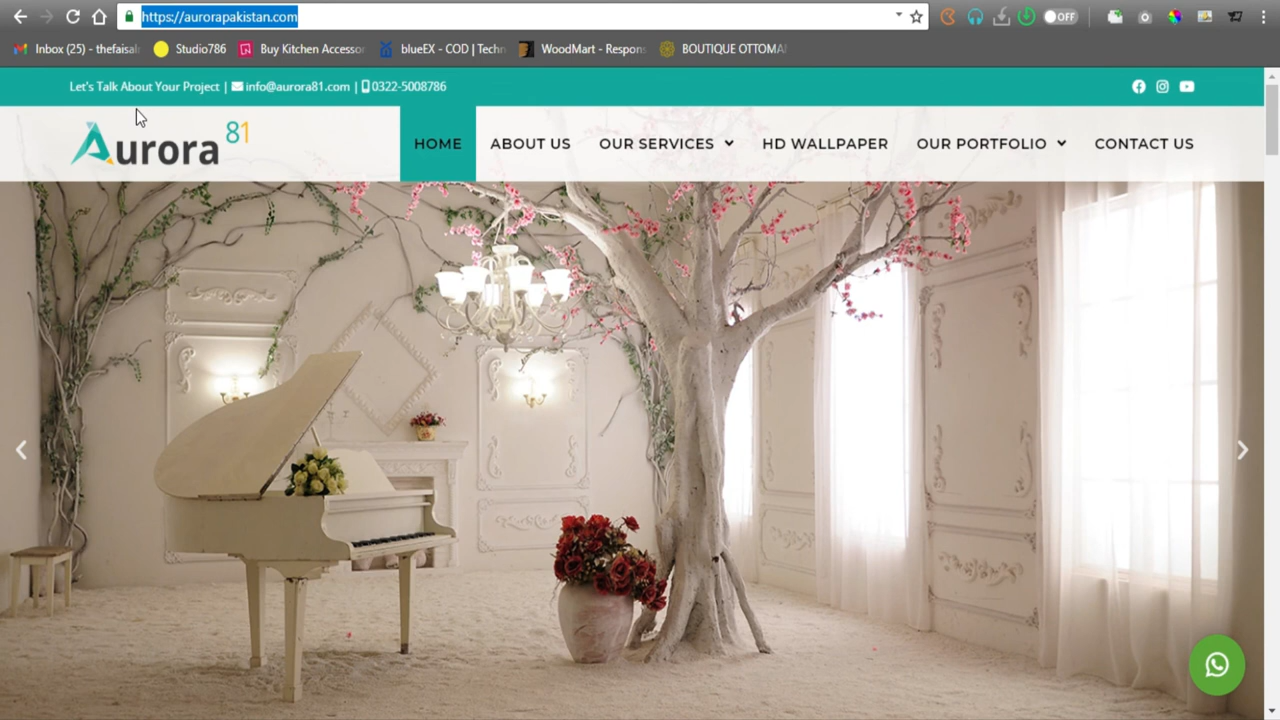 https://aurorapakistan.com
OFF
Inbox (25) - thefaisal
Studio786
Buy Kitchen Accessor
blueEX - COD | Techn
WoodMart - Respons
BOUTIQUE OTTOMA
Let's Talk About Your Project | info@aurora81.com | 0322-5008786
Aurora 81
HOME
ABOUT US
OUR SERVICES
HD WALLPAPER
OUR PORTFOLIO
CONTACT US